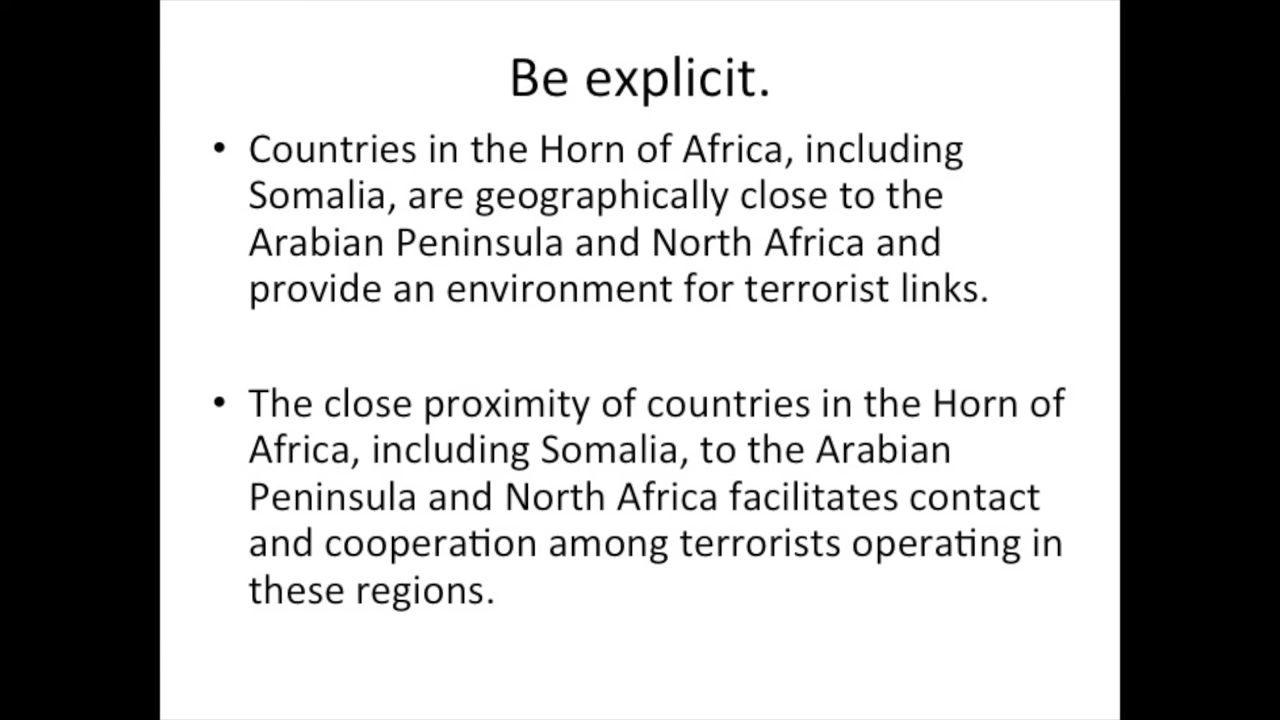 Be explicit.
• Countries in the Horn of Africa, including
Somalia, are geographically close to the
Arabian Peninsula and North Africa and
provide an environment for terrorist links.
• The close proximity of countries in the Horn of
Africa, including Somalia, to the Arabian
Peninsula and North Africa facilitates contact
and cooperation among terrorists operating in
these regions.